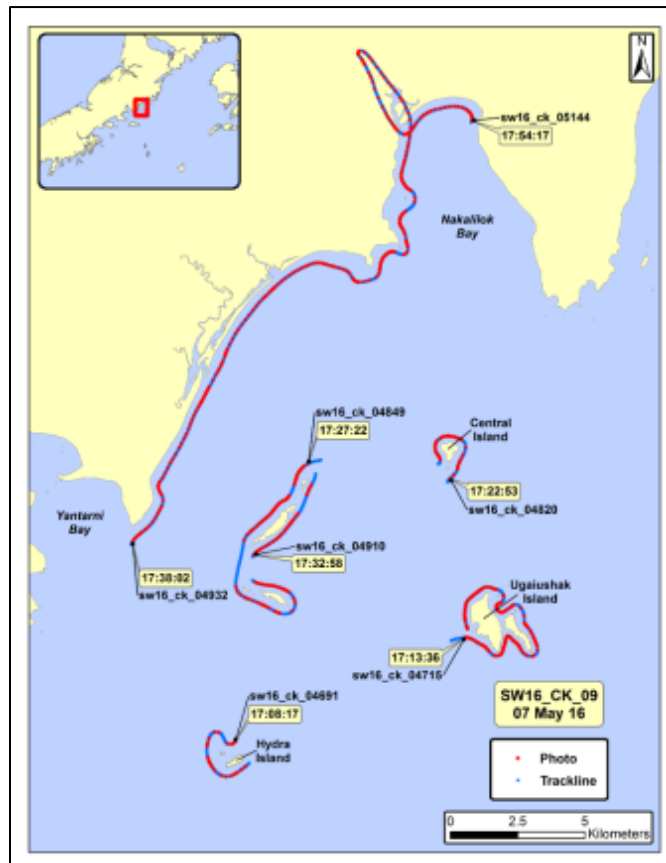 N
sw16_ck_05144
17:54:17
Nakalilok
Bay
sw16_ck_04849
17:27:22
Central
Island
17:22:53
sw16_ck_04820
Yantarni
Bay
sw16_ck_04910
17:32:58
17:38:02
sw16_ck_04932
Ugaiushak
Island
17:13:36
sw16_ck_04715
sw16_ck_04691
17:08:17
Hydra
Island
SW16_CK_09
07 May 16
Photo
Trackline
0 2.5 5
Kilometers